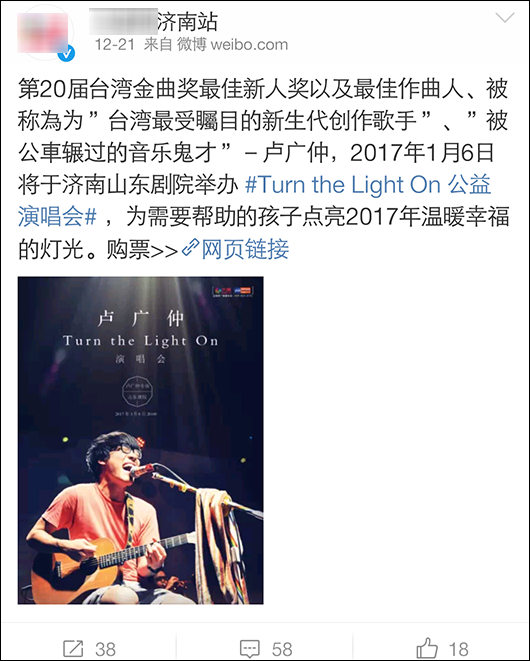 济南站
12-21 来自 微博 weibo.com
第20届台湾金曲奖最佳新人奖以及最佳作曲人、被
称為为”台湾最受瞩目的新生代创作歌手”、”被
公車辗过的音乐鬼才”－卢广仲，2017年1月6日
将于济南山东剧院举办 #Turn the Light On 公益
演唱会# ，为需要帮助的孩子点亮2017年温暖幸福
的灯光。购票>> 网页链接
卢广仲
Turn the Light On
演唱会
38
58
18